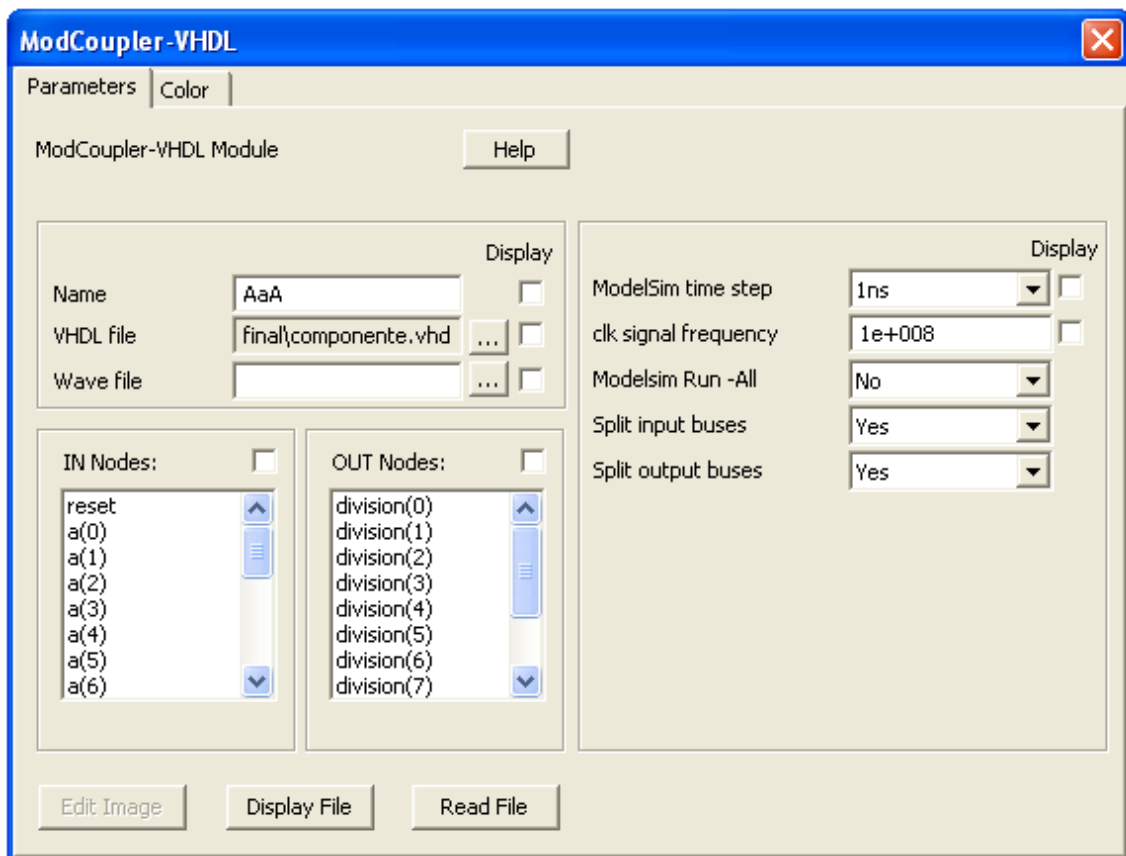 ModCoupler-VHDL
Parameters Color
ModCoupler-VHDL Module Help
Display
Name AaA
VHDL file final\componente.vhd ...
Wave file ...
Display
ModelSim time step 1ns
clk signal frequency 1e+008
Modelsim Run -All No
Split input buses Yes
Split output buses Yes
IN Nodes:
reset
a(0)
a(1)
a(2)
a(3)
a(4)
a(5)
a(6)
OUT Nodes:
division(0)
division(1)
division(2)
division(3)
division(4)
division(5)
division(6)
division(7)
Edit Image Display File Read File